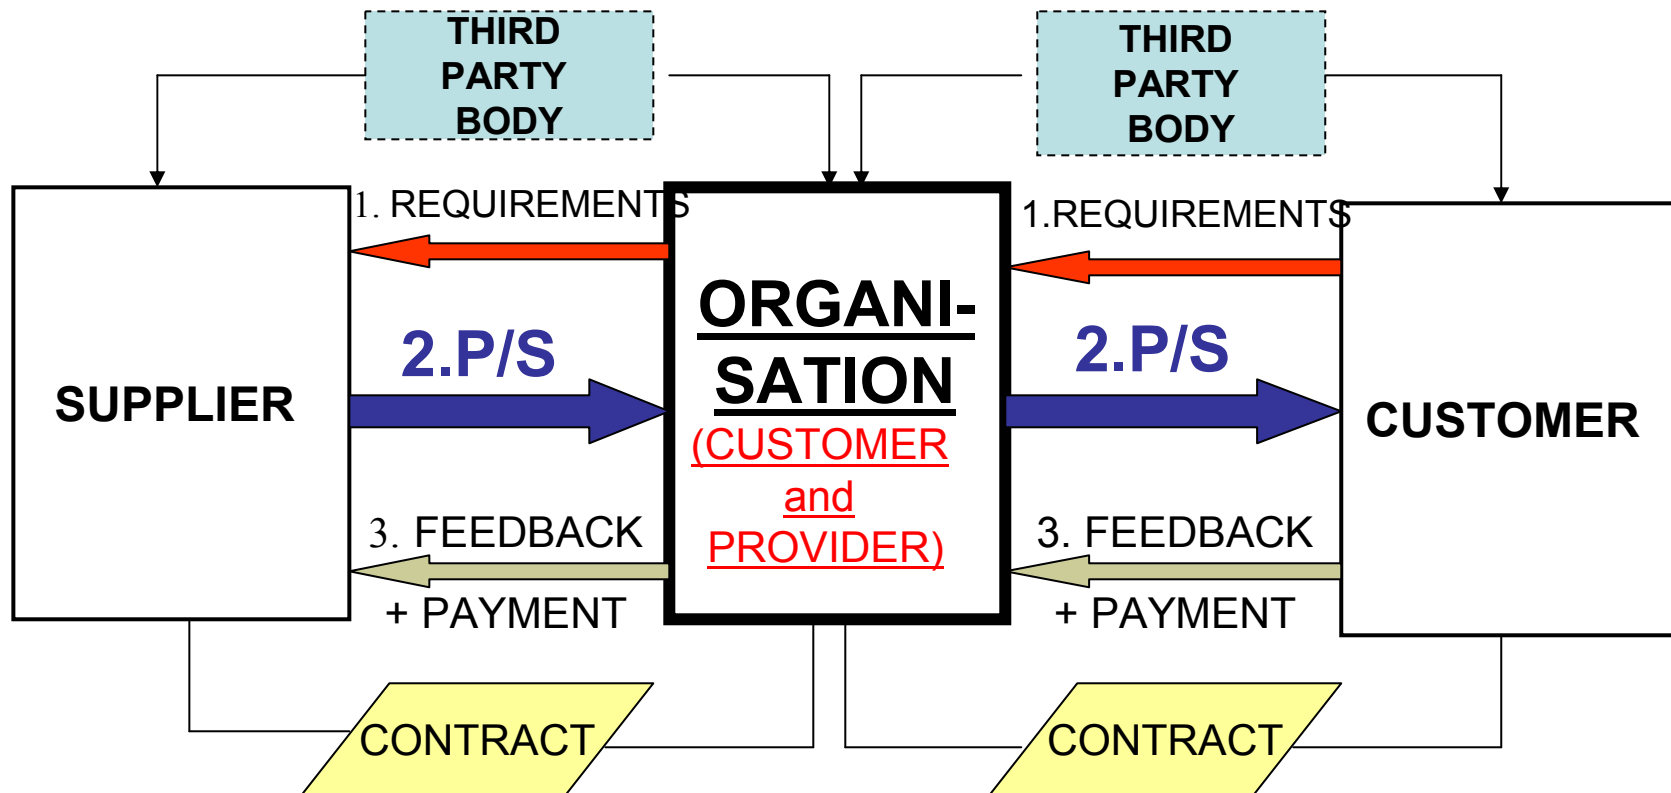 THIRD
PARTY
BODY
THIRD
PARTY
BODY
1. REQUIREMENTS
1.REQUIREMENTS
2.P/S
2.P/S
SUPPLIER
ORGANI-
SATION
(CUSTOMER
and
PROVIDER)
CUSTOMER
3. FEEDBACK
+ PAYMENT
3. FEEDBACK
+ PAYMENT
CONTRACT
CONTRACT